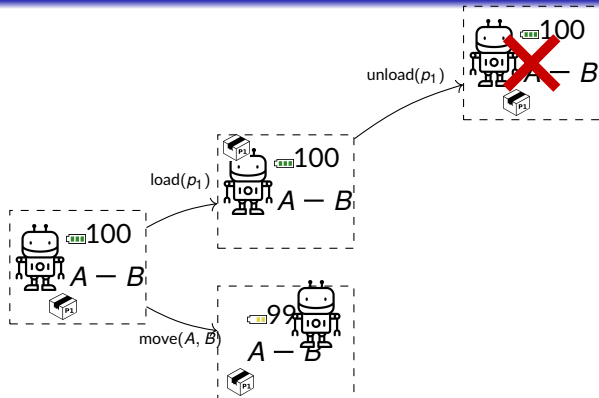 100
A – B
P1
unload(p₁)
100
A – B
P1
load(p₁)
100
A – B
P1
move(A, B)
99
A – B
P1